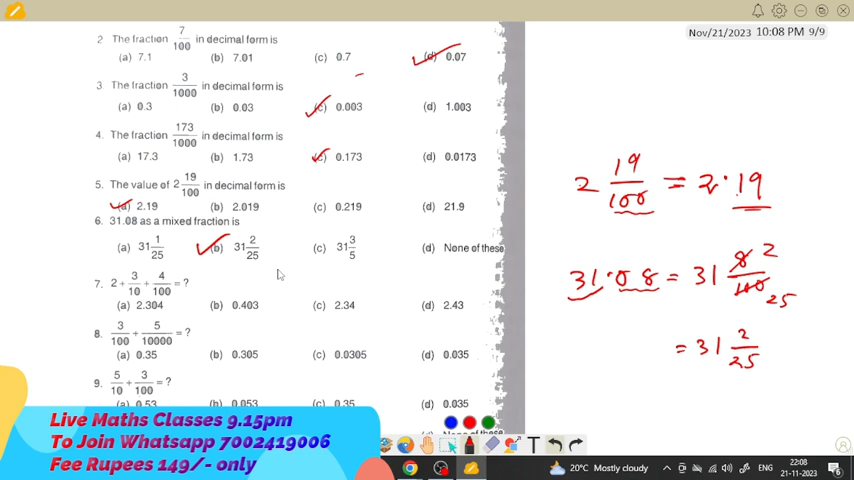 Nov/21/2023 10:08 PM 9/9
2 The fraction 7/100 in decimal form is
(a) 7.1 (b) 7.01 (c) 0.7 (d) 0.07
3 The fraction 3/1000 in decimal form is
(a) 0.3 (b) 0.03 (c) 0.003 (d) 1.003
4. The fraction 173/1000 in decimal form is
(a) 17.3 (b) 1.73 (c) 0.173 (d) 0.0173
5. The value of 2 19/100 in decimal form is
(a) 2.19 (b) 2.019 (c) 0.219 (d) 21.9
6. 31.08 as a mixed fraction is
(a) 31 1/25 (b) 31 2/25 (c) 31 3/5 (d) None of these
7. 2 + 3/10 + 4/100 = ?
(a) 2.304 (b) 0.403 (c) 2.34 (d) 2.43
8. 3/100 + 5/10000 = ?
(a) 0.35 (b) 0.305 (c) 0.0305 (d) 0.035
9. 5/10 + 3/100 = ?
(a) 0.53 (b) 0.053 (c) 0.35 (d) 0.035
2 19/100 = 2.19
31.08 = 31 8/100 2 25
= 31 2/25
Live Maths Classes 9.15pm
To Join Whatsapp 7002419006
Fee Rupees 149/- only
T
20°C Mostly cloudy
ENG
22:08
21-11-2023
6